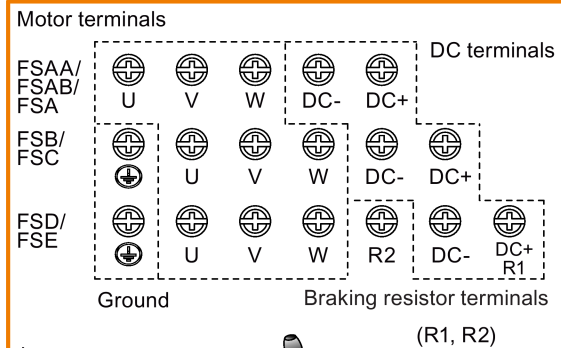 Motor terminals
DC terminals
FSAA/
FSAB/
FSA
U V W DC- DC+
FSB/
FSC
U V W DC- DC+
FSD/
FSE
U V W R2 DC- DC+
R1
Ground
Braking resistor terminals
(R1, R2)